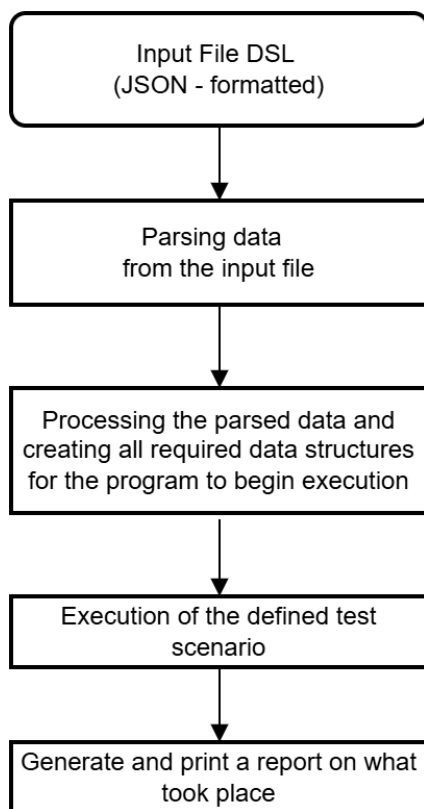 Input File DSL
(JSON - formatted)
Parsing data
from the input file
Processing the parsed data and
creating all required data structures
for the program to begin execution
Execution of the defined test
scenario
Generate and print a report on what
took place